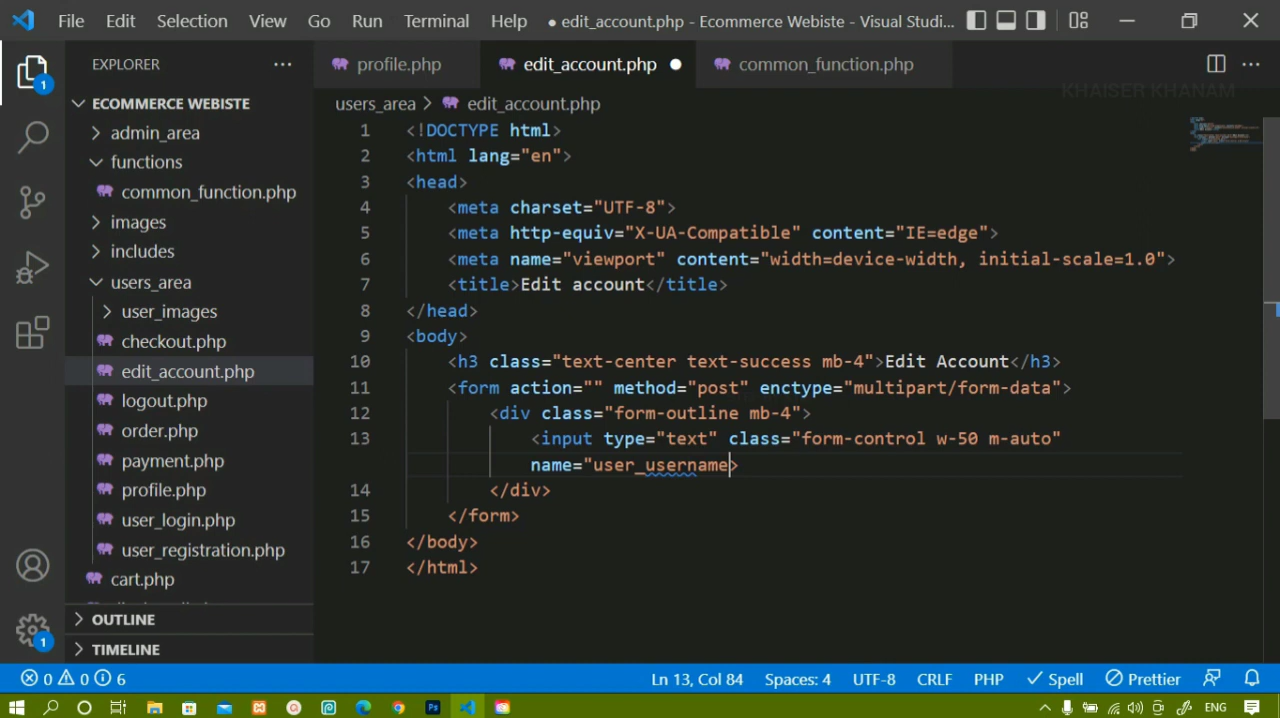 File Edit Selection View Go Run Terminal Help ● edit_account.php - Ecommerce Webiste - Visual Studi...
EXPLORER ...
profile.php edit_account.php ● common_function.php
KHAISER KHANAM
ECOMMERCE WEBISTE
admin_area
functions
common_function.php
images
includes
users_area
user_images
checkout.php
edit_account.php
logout.php
order.php
payment.php
profile.php
user_login.php
user_registration.php
cart.php
OUTLINE
TIMELINE
1
1
users_area > edit_account.php
1 <!DOCTYPE html>
2 <html lang="en">
3 <head>
4 <meta charset="UTF-8">
5 <meta http-equiv="X-UA-Compatible" content="IE=edge">
6 <meta name="viewport" content="width=device-width, initial-scale=1.0">
7 <title>Edit account</title>
8 </head>
9 <body>
10 <h3 class="text-center text-success mb-4">Edit Account</h3>
11 <form action="" method="post" enctype="multipart/form-data">
12 <div class="form-outline mb-4">
13 <input type="text" class="form-control w-50 m-auto"
name="user_username>
14 </div>
15 </form>
16 </body>
17 </html>
0 0 6 Ln 13, Col 84 Spaces: 4 UTF-8 CRLF PHP Spell Prettier
ENG